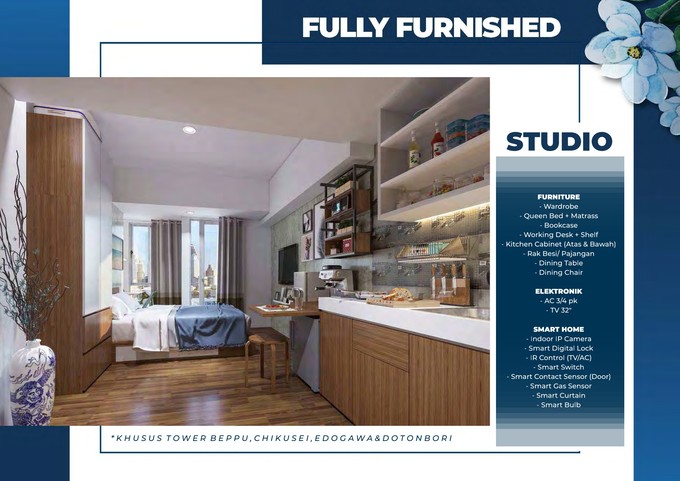 FULLY FURNISHED
STUDIO
FURNITURE
- Wardrobe
- Queen Bed + Matrass
- Bookcase
- Working Desk + Shelf
- Kitchen Cabinet (Atas & Bawah)
- Rak Besi/ Pajangan
- Dining Table
- Dining Chair
ELEKTRONIK
- AC 3/4 pk
- TV 32"
SMART HOME
- Indoor IP Camera
- Smart Digital Lock
- IR Control (TV/AC)
- Smart Switch
- Smart Contact Sensor (Door)
- Smart Gas Sensor
- Smart Curtain
- Smart Bulb
*KHUSUS TOWER BEPPU, CHIKUSEI, EDOGAWA & DOTONBORI